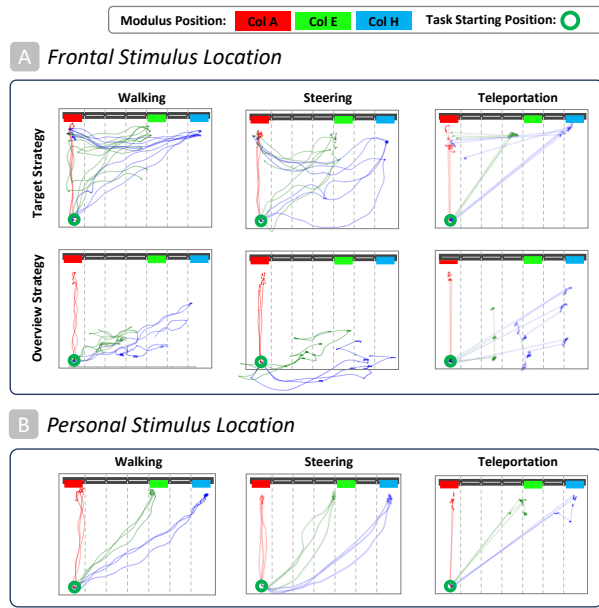 Modulus Position: Col A Col E Col H Task Starting Position:
A Frontal Stimulus Location
Walking Steering Teleportation
Target Strategy
Overview Strategy
B Personal Stimulus Location
Walking Steering Teleportation